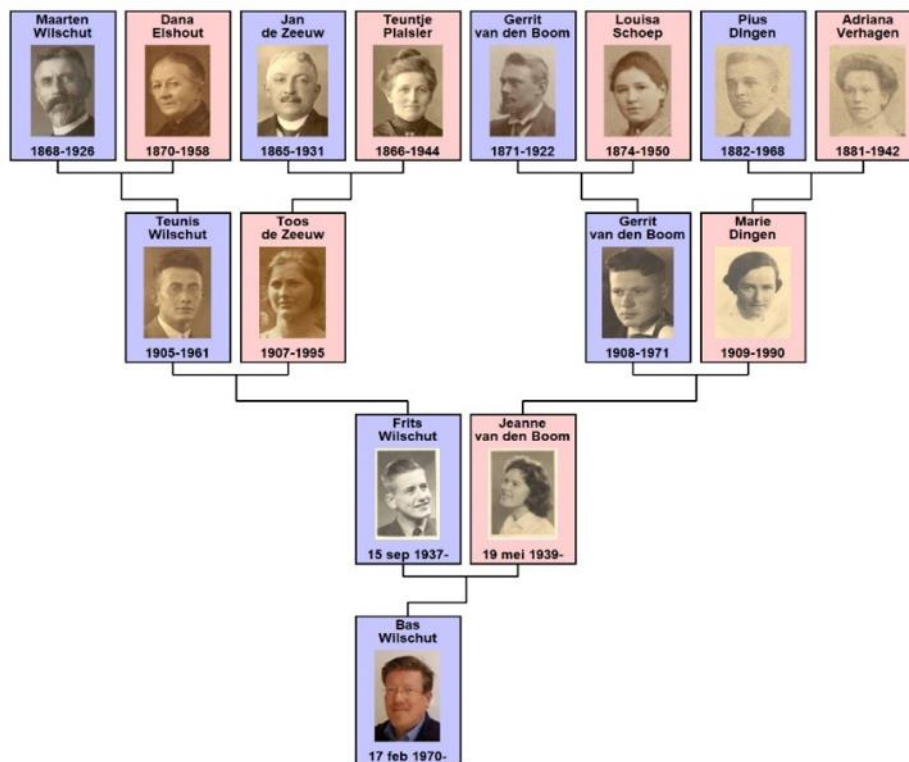 Maarten
Wilschut
1868-1926
Dana
Elshout
1870-1958
Jan
de Zeeuw
1865-1931
Teuntje
Plaisier
1866-1944
Gerrit
van den Boom
1871-1922
Louisa
Schoep
1874-1950
Pius
Dingen
1882-1968
Adriana
Verhagen
1881-1942
Teunis
Wilschut
1905-1961
Toos
de Zeeuw
1907-1995
Gerrit
van den Boom
1908-1971
Marie
Dingen
1909-1990
Frits
Wilschut
15 sep 1937-
Jeanne
van den Boom
19 mei 1939-
Bas
Wilschut
17 feb 1970-